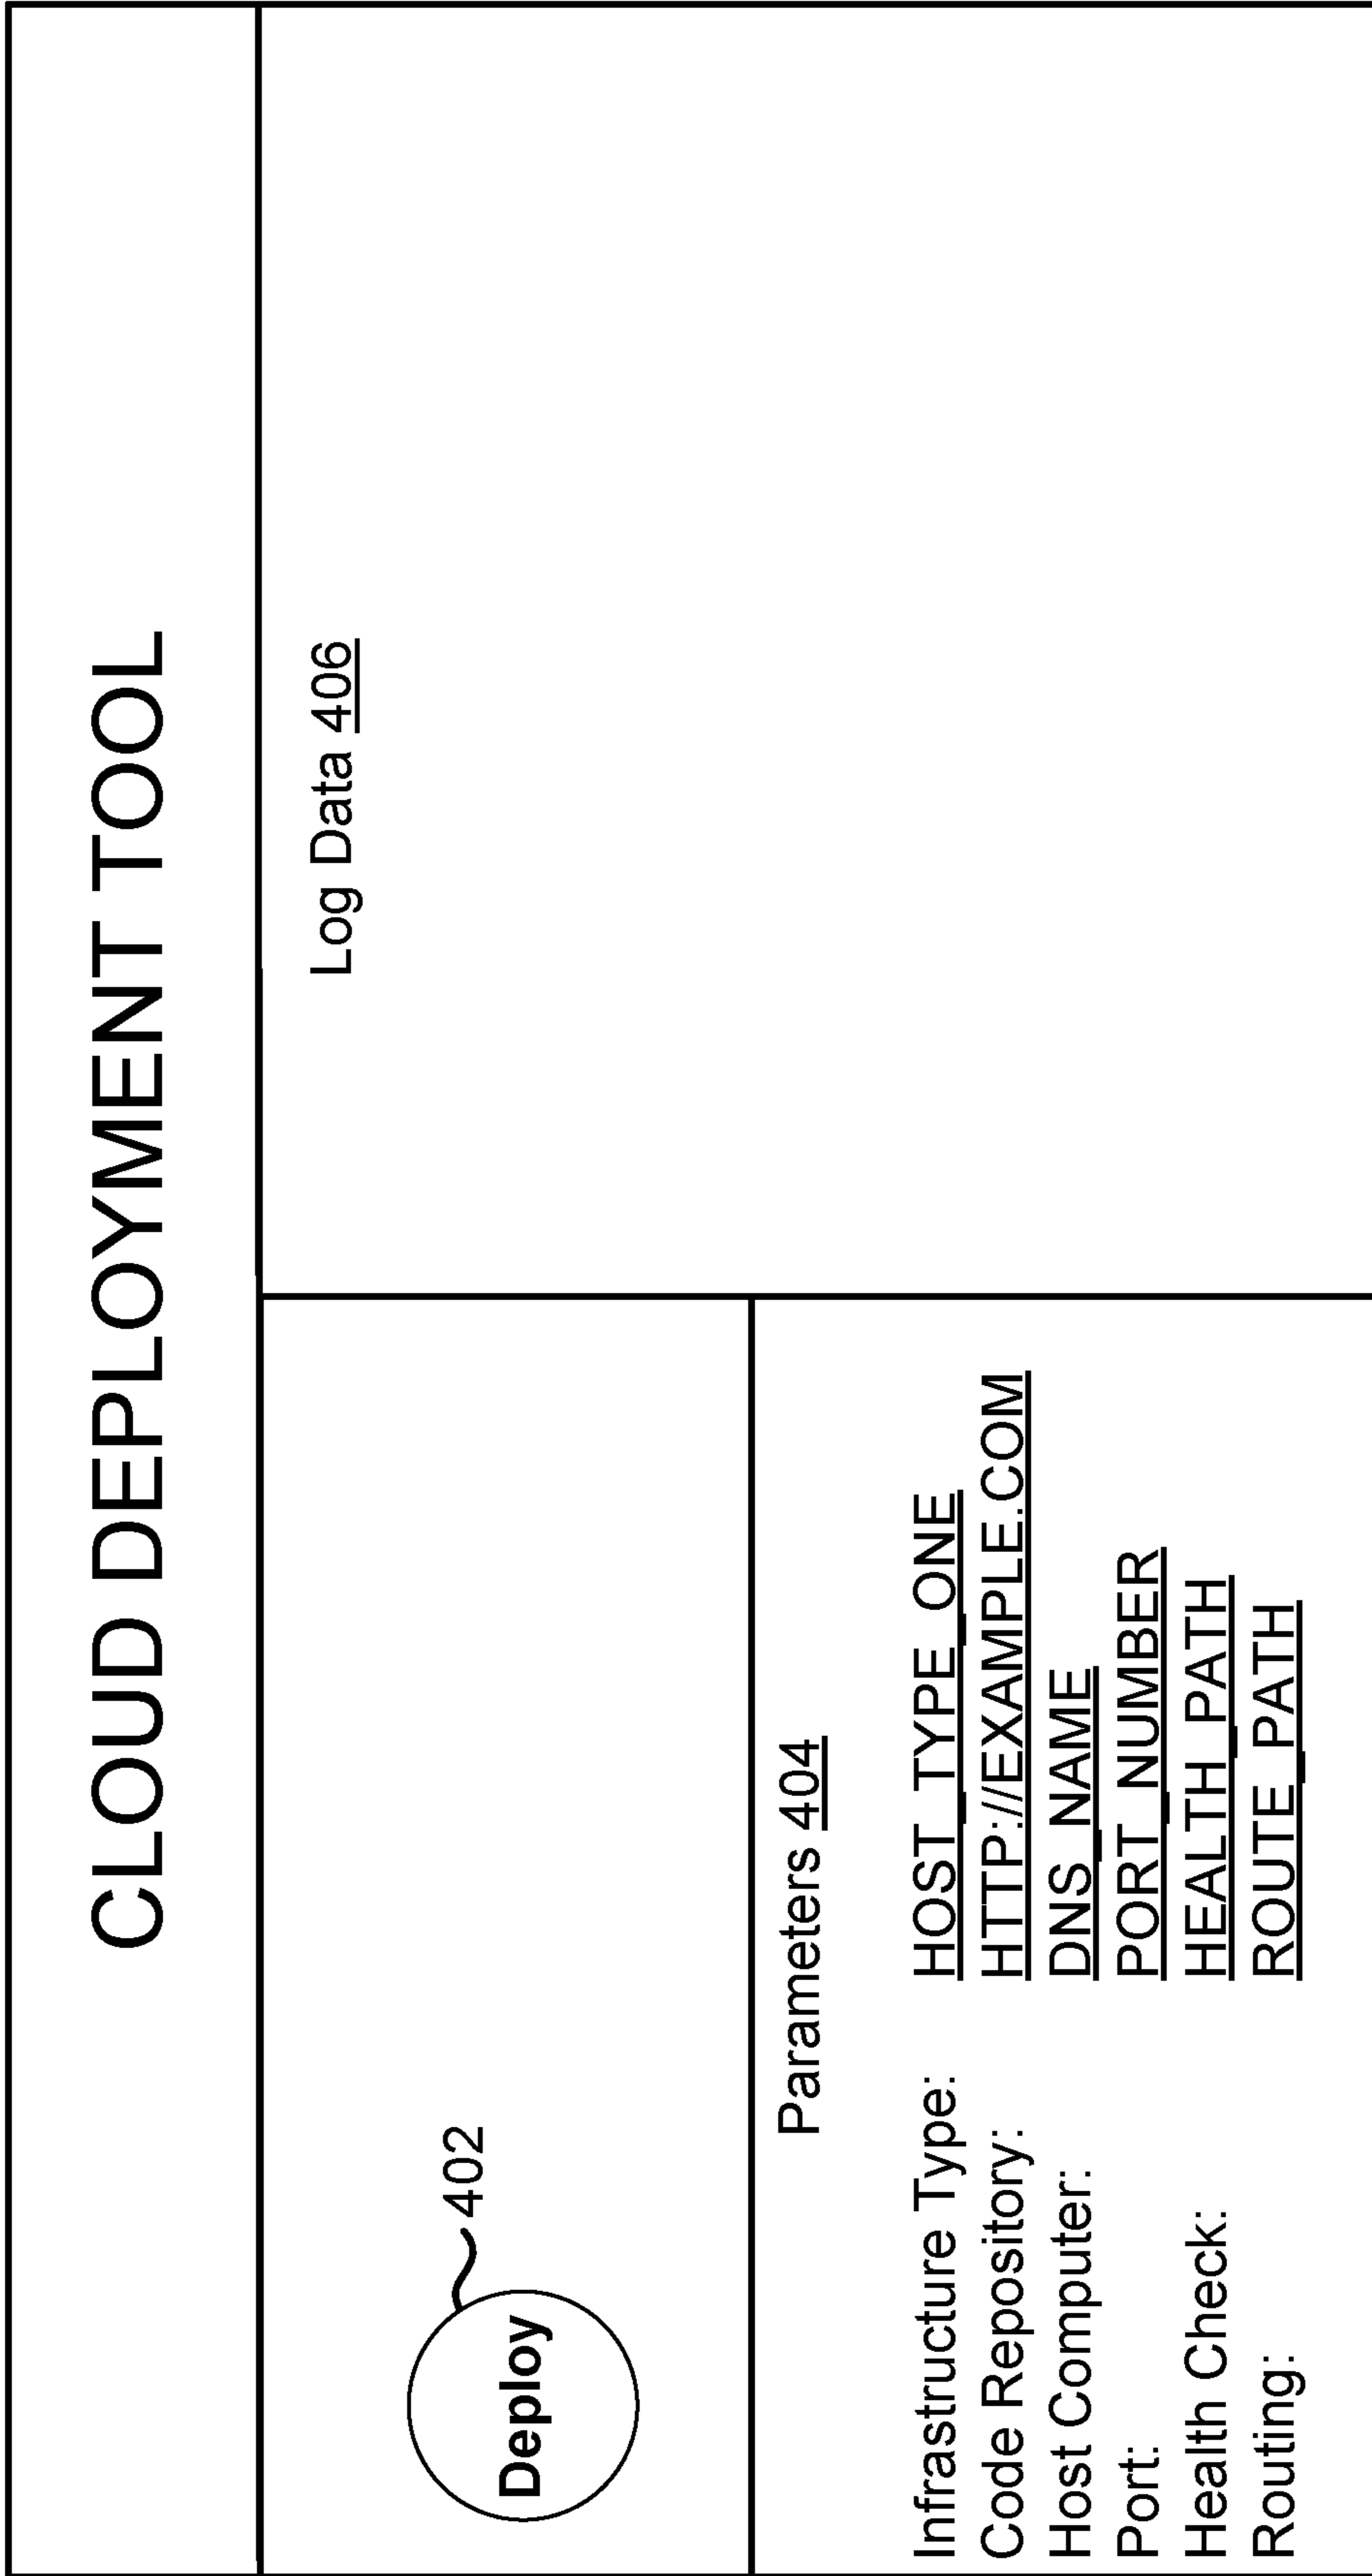 CLOUD DEPLOYMENT TOOL
402
Deploy
Parameters 404
Infrastructure Type: HOST_TYPE_ONE
Code Repository: HTTP://EXAMPLE.COM
Host Computer: DNS_NAME
Port: PORT_NUMBER
Health Check: HEALTH_PATH
Routing: ROUTE_PATH
Log Data 406